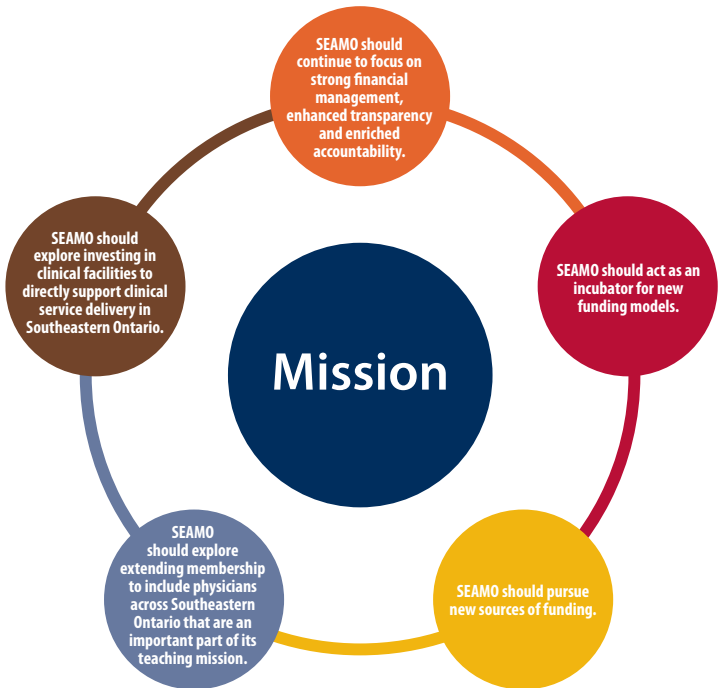 SEAMO should
continue to focus on
strong financial
management,
enhanced transparency
and enriched
accountability.
SEAMO should act as an
incubator for new
funding models.
SEAMO should pursue
new sources of funding.
SEAMO
should explore
extending membership
to include physicians
across Southeastern
Ontario that are an
important part of its
teaching mission.
SEAMO should
explore investing in
clinical facilities to
directly support clinical
service delivery in
Southeastern Ontario.
Mission